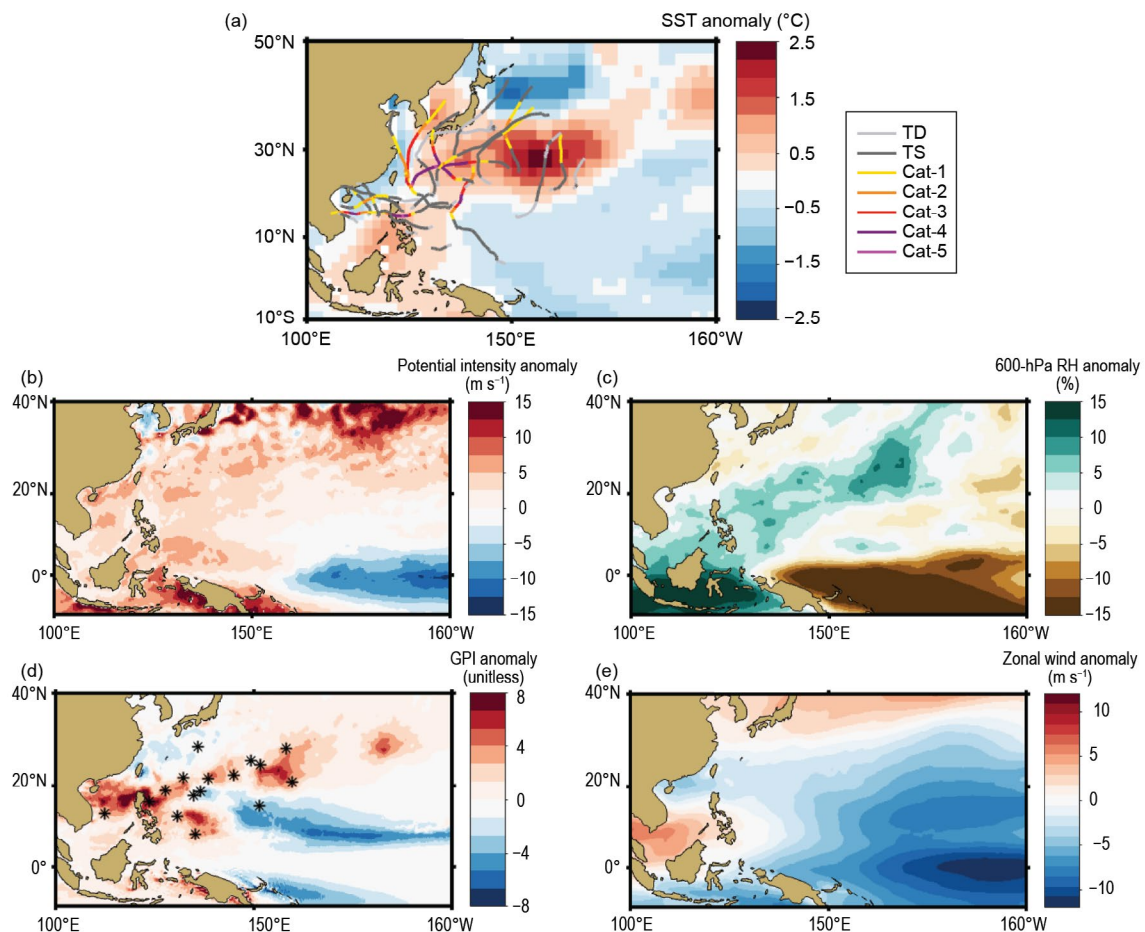 (a)
SST anomaly (°C)
50°N
30°N
10°N
10°S
100°E
150°E
160°W
2.5
1.5
0.5
−0.5
−1.5
−2.5
TD
TS
Cat-1
Cat-2
Cat-3
Cat-4
Cat-5
(b)
Potential intensity anomaly
(m s⁻¹)
40°N
20°N
0°
100°E
150°E
160°W
15
10
5
0
−5
−10
−15
(c)
600-hPa RH anomaly
(%)
40°N
20°N
0°
100°E
150°E
160°W
15
10
5
0
−5
−10
−15
(d)
GPI anomaly
(unitless)
40°N
20°N
0°
100°E
150°E
160°W
8
4
0
−4
−8
(e)
Zonal wind anomaly
(m s⁻¹)
40°N
20°N
0°
100°E
150°E
160°W
10
5
0
−5
−10